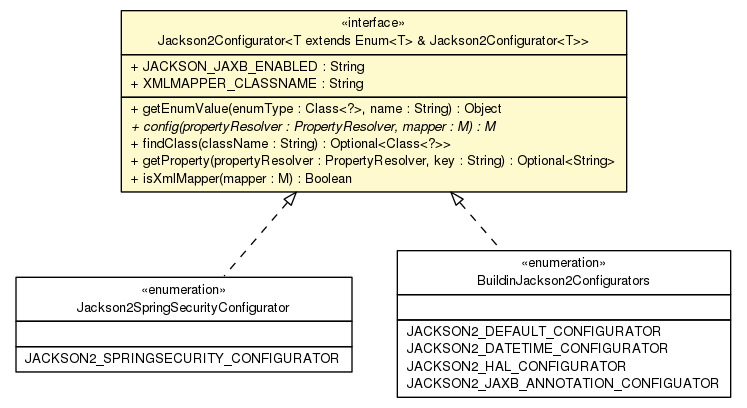 «interface»
Jackson2Configurator<T extends Enum<T> & Jackson2Configurator<T>>
+ JACKSON_JAXB_ENABLED : String
+ XMLMAPPER_CLASSNAME : String
+ getEnumValue(enumType : Class<?>, name : String) : Object
+ config(propertyResolver : PropertyResolver, mapper : M) : M
+ findClass(className : String) : Optional<Class<?>>
+ getProperty(propertyResolver : PropertyResolver, key : String) : Optional<String>
+ isXmlMapper(mapper : M) : Boolean
«enumeration»
Jackson2SpringSecurityConfigurator
JACKSON2_SPRINGSECURITY_CONFIGURATOR
«enumeration»
BuildinJackson2Configurators
JACKSON2_DEFAULT_CONFIGURATOR
JACKSON2_DATETIME_CONFIGURATOR
JACKSON2_HAL_CONFIGURATOR
JACKSON2_JAXB_ANNOTATION_CONFIGUATOR